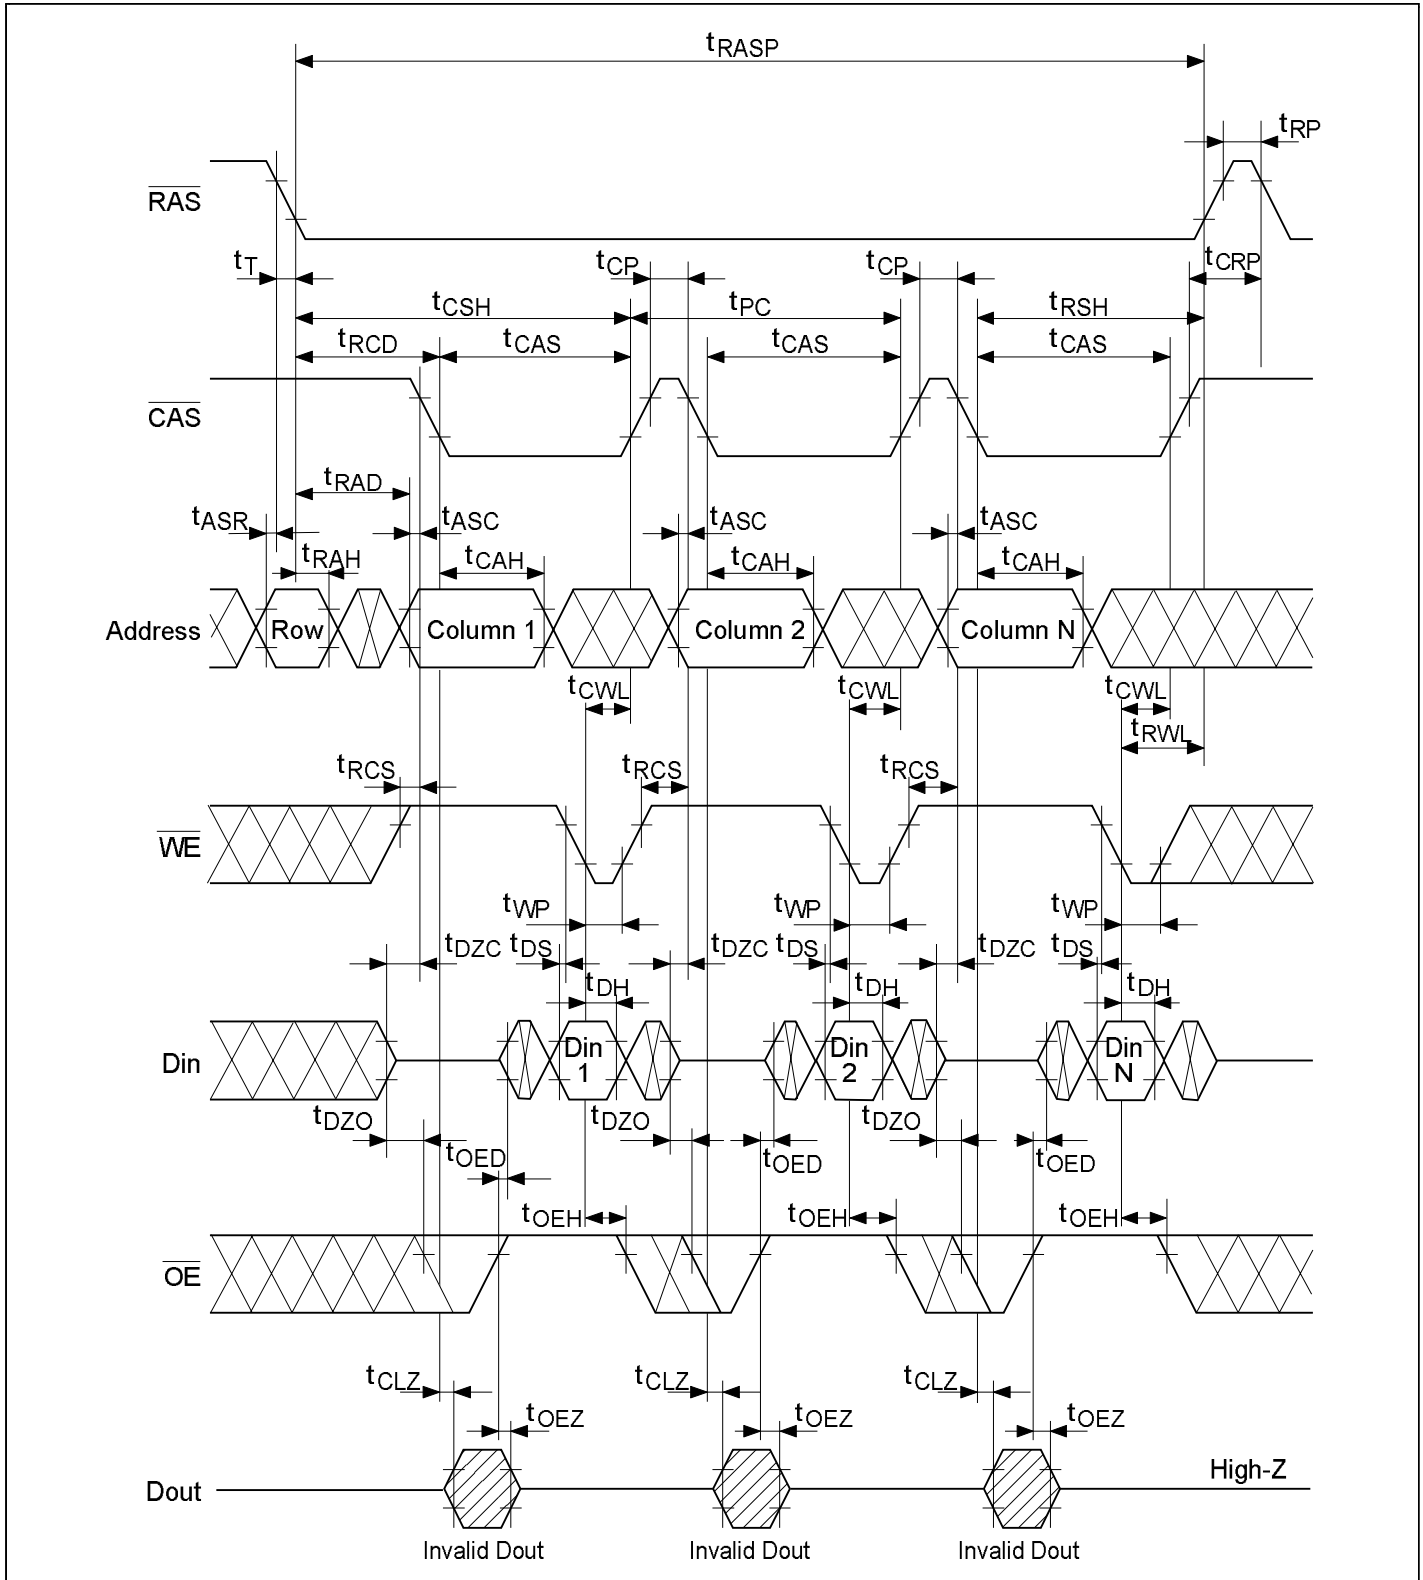 tRASP
tRP
RAS
tT
tCP
tCP
tCRP
tCSH
tPC
tRSH
tRCD
tCAS
tCAS
tCAS
CAS
tRAD
tASR
tASC
tASC
tASC
tRAH
tCAH
tCAH
tCAH
Address
Row
Column 1
Column 2
Column N
tCWL
tCWL
tCWL
tRWL
tRCS
tRCS
tRCS
WE
tWP
tWP
tWP
tDZC
tDS
tDZC
tDS
tDZC
tDS
tDH
tDH
tDH
Din
Din
1
Din
2
Din
N
tDZO
tDZO
tDZO
tOED
tOED
tOED
tOEH
tOEH
tOEH
OE
tCLZ
tCLZ
tCLZ
tOEZ
tOEZ
tOEZ
High-Z
Dout
Invalid Dout
Invalid Dout
Invalid Dout